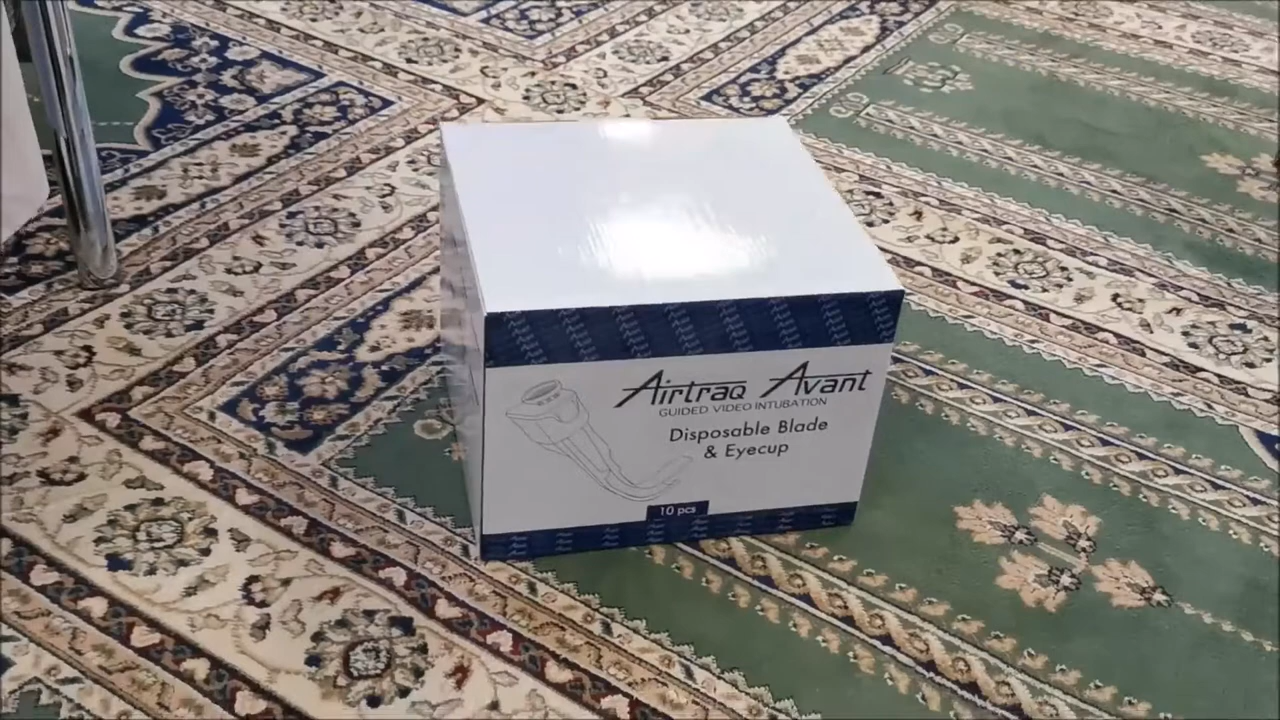 Airtraq Avant
GUIDED VIDEO INTUBATION
Disposable Blade
& Eyecup
10 pcs